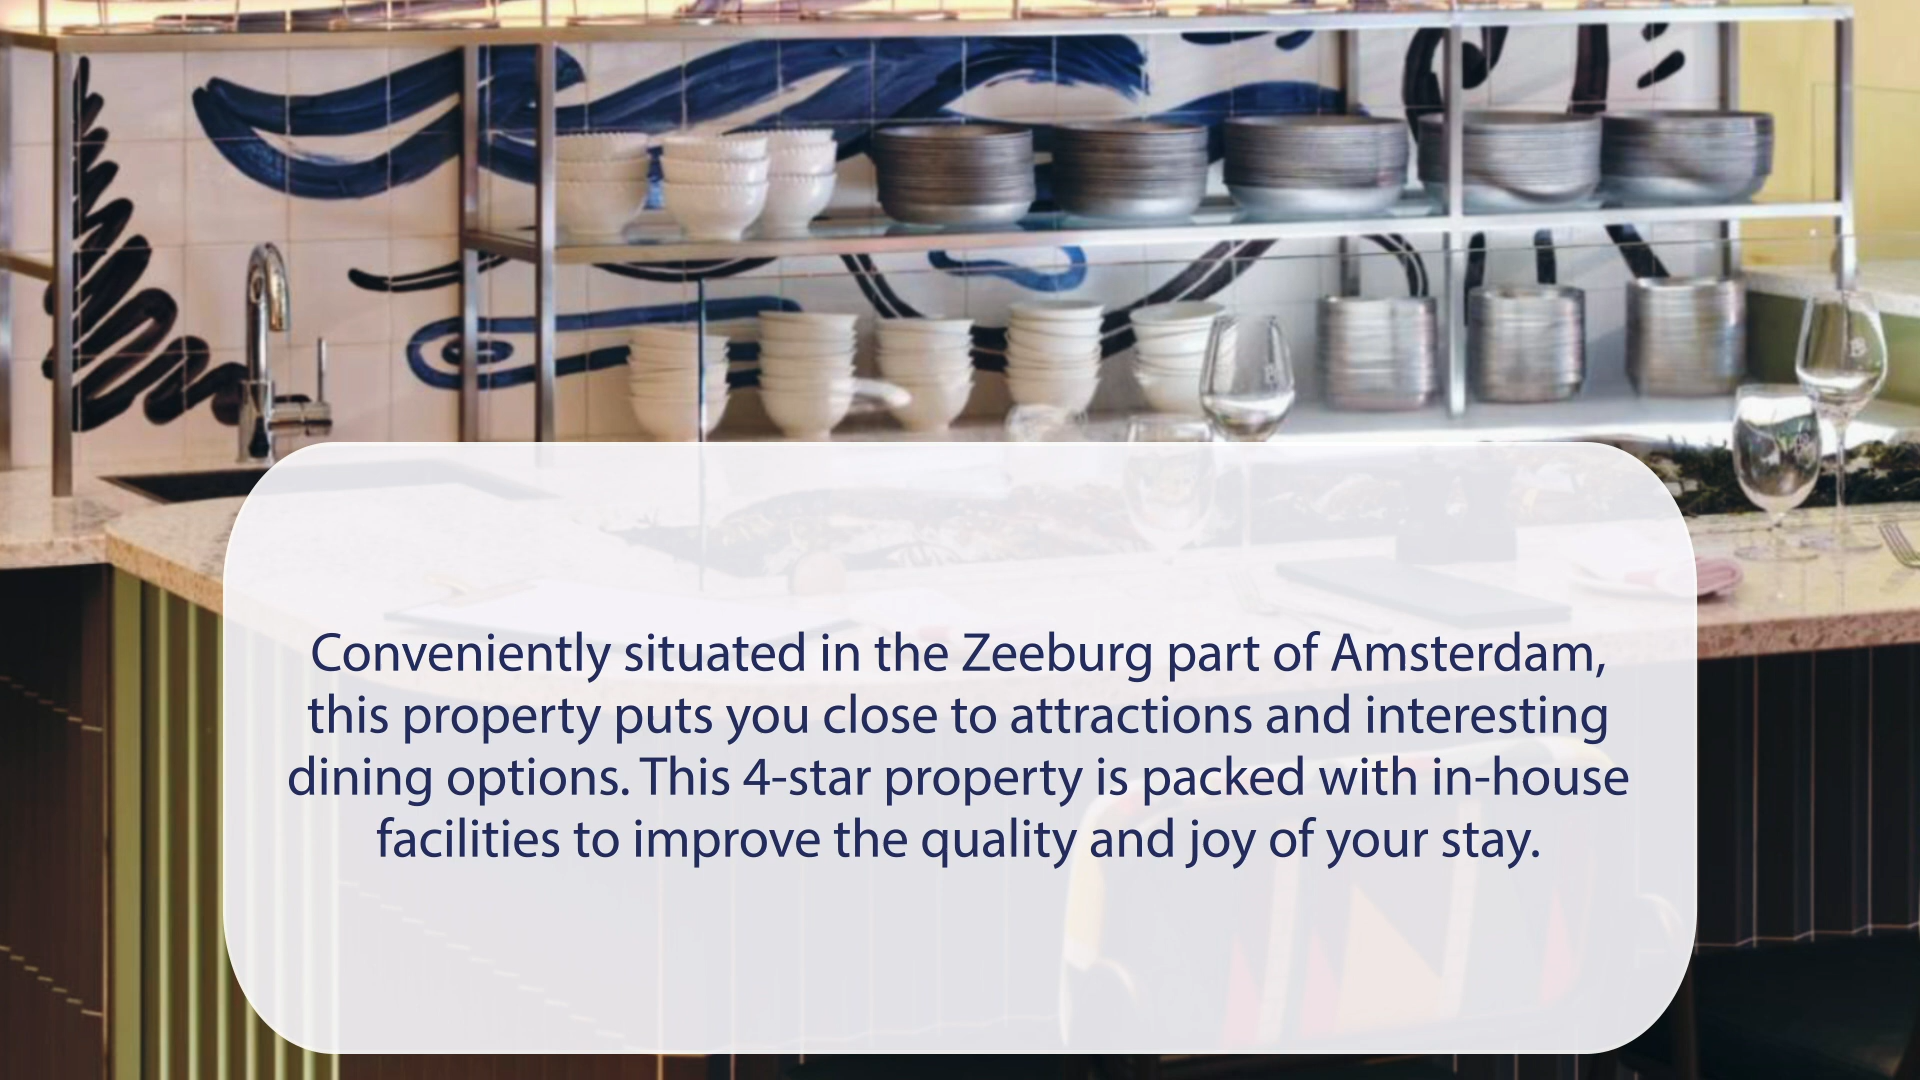 Conveniently situated in the Zeeburg part of Amsterdam,
this property puts you close to attractions and interesting
dining options. This 4-star property is packed with in-house
facilities to improve the quality and joy of your stay.